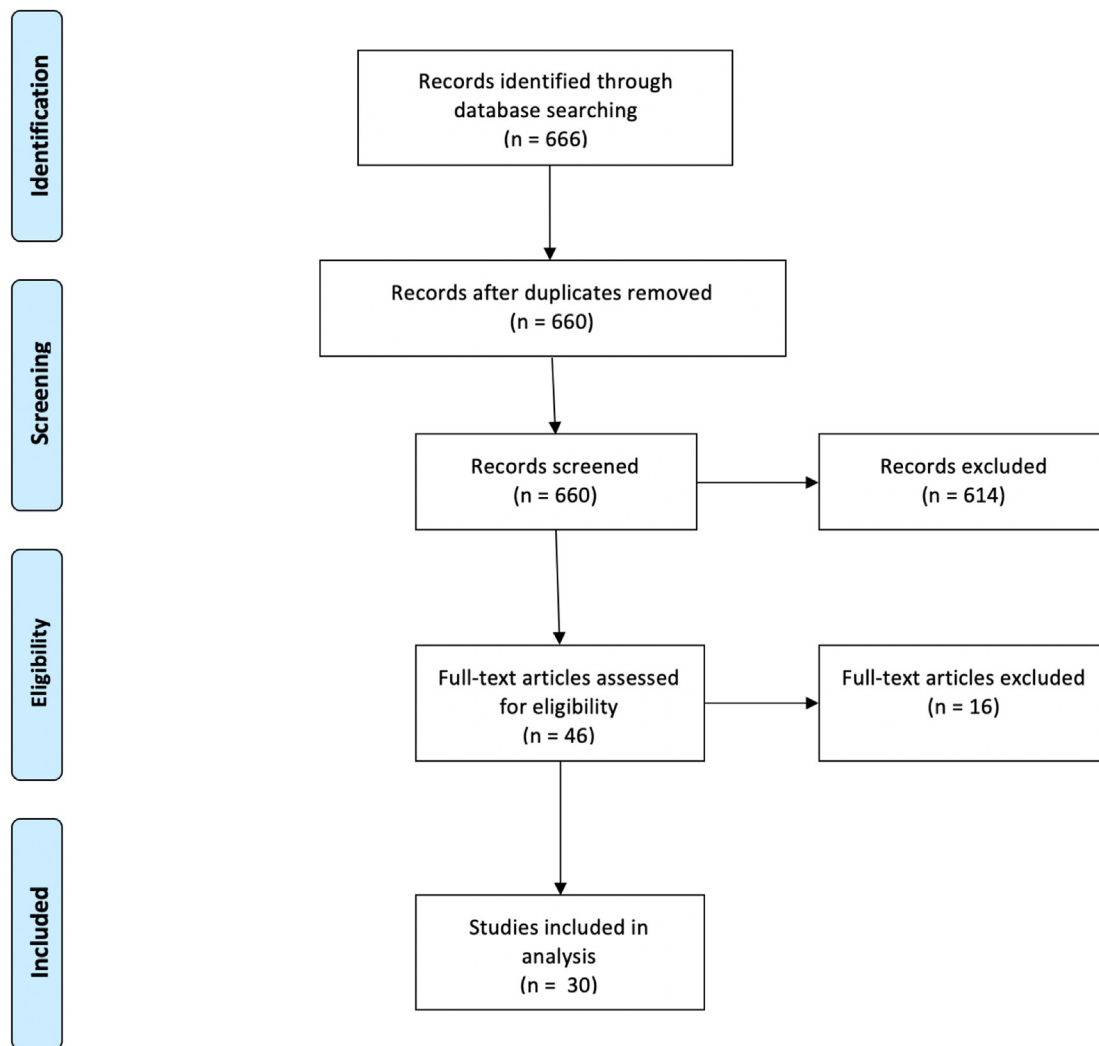 Identification
Records identified through
database searching
(n = 666)
Records after duplicates removed
(n = 660)
Screening
Records screened
(n = 660)
Records excluded
(n = 614)
Eligibility
Full-text articles assessed
for eligibility
(n = 46)
Full-text articles excluded
(n = 16)
Included
Studies included in
analysis
(n =  30)